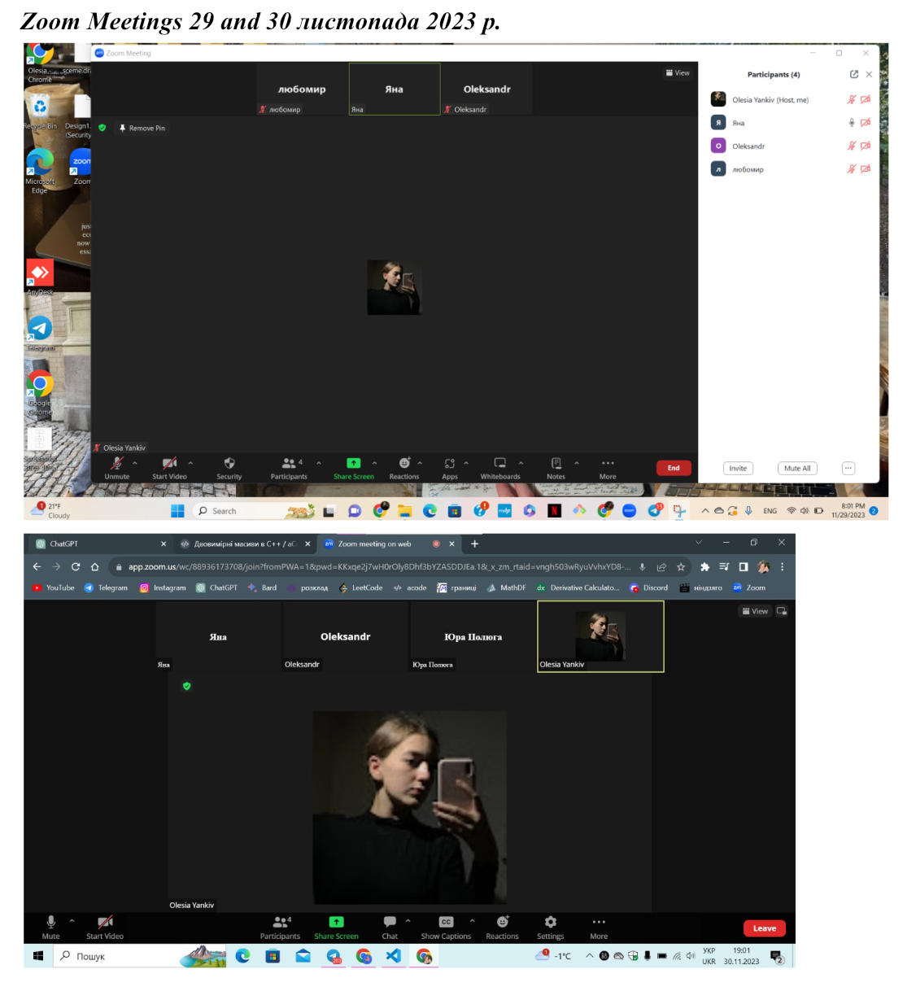 Zoom Meetings 29 and 30 листопада 2023 р.
Zoom Meeting
Olesia...
Chrome
sceme.dr
Recycle Bin
Design1.
(Security
Microsoft
Edge
Zoom
zoom
just
now
AnyDesk
Telegram
Google
Chrome
любомир
любомир
Яна
Яна
Oleksandr
Oleksandr
View
Remove Pin
Olesia Yankiv
Participants (4)
Olesia Yankiv (Host, me)
Я Яна
O Oleksandr
л любомир
Unmute
Start Video
Security
4
Participants
Share Screen
Reactions
Apps
Whiteboards
Notes
More
End
Invite
Mute All
1
21°F
Cloudy
Search
ENG
8:01 PM
11/29/2023
2
ChatGPT
Двовимірні масиви в C++ / aC
Zoom meeting on web
app.zoom.us/wc/88936173708/join?fromPWA=1&pwd=KKxqe2j7wH0rOly8Dhf3bYZASDDJEa.1&_x_zm_rtaid=vngh503wRyuVvhxYD8-...
YouTube
Telegram
Instagram
ChatGPT
Bard
розклад
LeetCode
acode
границі
MathDF
Derivative Calculato...
Discord
ніндзяго
Zoom
Яна
Яна
Oleksandr
Oleksandr
Юра Полюга
Юра Полюга
Olesia Yankiv
View
Olesia Yankiv
Mute
Start Video
4
Participants
Share Screen
Chat
CC
Show Captions
Reactions
Settings
More
Leave
Пошук
-1°C
УКР
UKR
19:01
30.11.2023
2